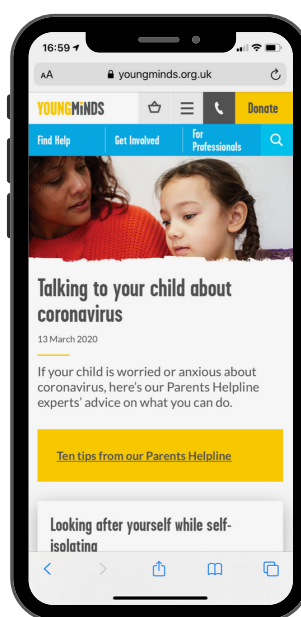 16:59
AA youngminds.org.uk
YOUNGMiNDS Donate
Find Help Get Involved For Professionals
Talking to your child about
coronavirus
13 March 2020
If your child is worried or anxious about
coronavirus, here's our Parents Helpline
experts' advice on what you can do.
Ten tips from our Parents Helpline
Looking after yourself while self-
isolating